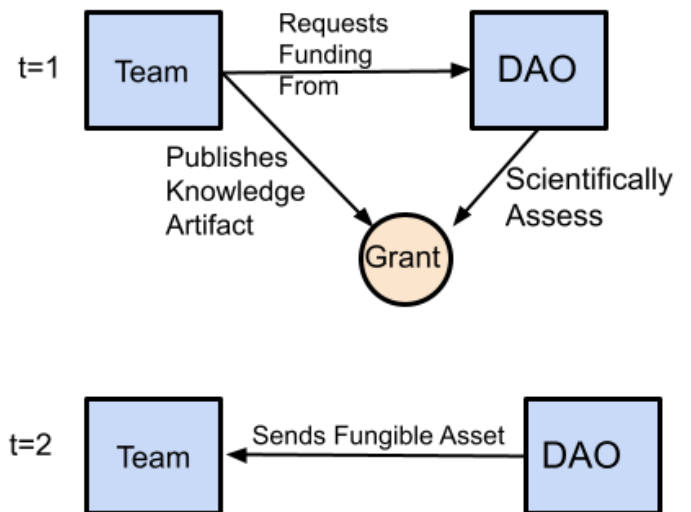 t=1
Team
Requests
Funding
From
DAO
Publishes
Knowledge
Artifact
Scientifically
Assess
Grant
t=2
Team
Sends Fungible Asset
DAO